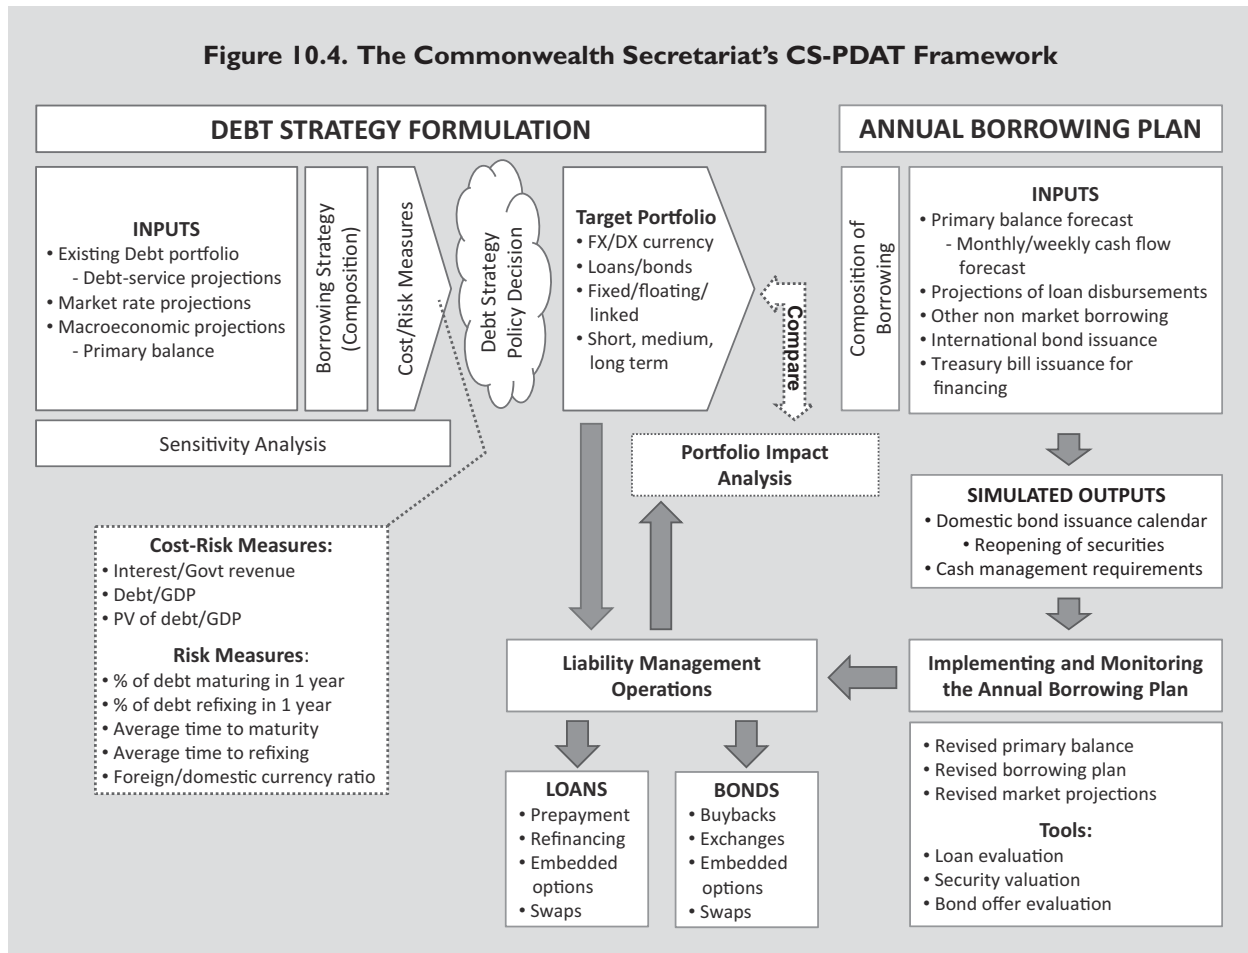 Figure 10.4. The Commonwealth Secretariat's CS-PDAT Framework
DEBT STRATEGY FORMULATION
INPUTS
• Existing Debt portfolio
- Debt-service projections
• Market rate projections
• Macroeconomic projections
- Primary balance
Borrowing Strategy
(Composition)
Cost/Risk Measures
Debt Strategy
Policy Decision
Target Portfolio
• FX/DX currency
• Loans/bonds
• Fixed/floating/
linked
• Short, medium,
long term
Compare
Sensitivity Analysis
Portfolio Impact
Analysis
Cost-Risk Measures:
• Interest/Govt revenue
• Debt/GDP
• PV of debt/GDP
Risk Measures:
• % of debt maturing in 1 year
• % of debt refixing in 1 year
• Average time to maturity
• Average time to refixing
• Foreign/domestic currency ratio
Liability Management
Operations
LOANS
• Prepayment
• Refinancing
• Embedded
options
• Swaps
BONDS
• Buybacks
• Exchanges
• Embedded
options
• Swaps
ANNUAL BORROWING PLAN
Composition of
Borrowing
INPUTS
• Primary balance forecast
- Monthly/weekly cash flow
forecast
• Projections of loan disbursements
• Other non market borrowing
• International bond issuance
• Treasury bill issuance for
financing
SIMULATED OUTPUTS
• Domestic bond issuance calendar
• Reopening of securities
• Cash management requirements
Implementing and Monitoring
the Annual Borrowing Plan
• Revised primary balance
• Revised borrowing plan
• Revised market projections
Tools:
• Loan evaluation
• Security valuation
• Bond offer evaluation